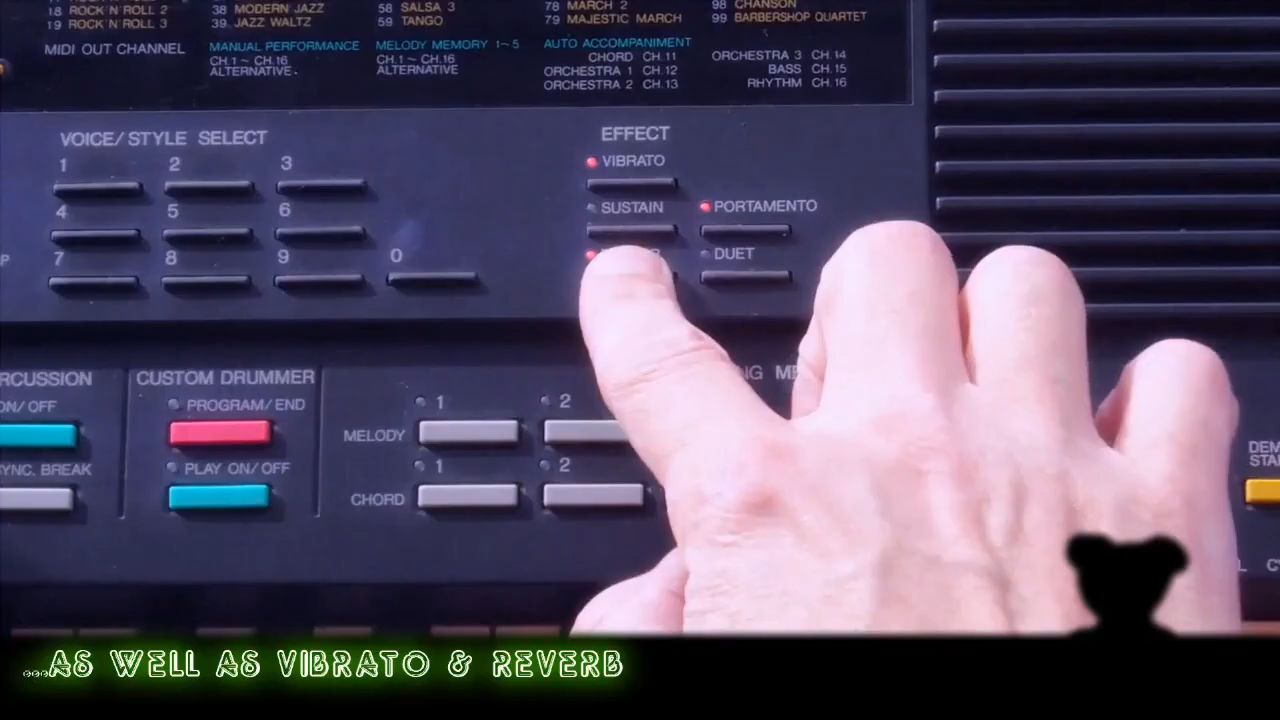 18 ROCK'N'ROLL 2 38 MODERN JAZZ 58 SALSA 3 78 MARCH 2 98 CHANSON
19 ROCK'N'ROLL 3 39 JAZZ WALTZ 59 TANGO 79 MAJESTIC MARCH 99 BARBERSHOP QUARTET
MIDI OUT CHANNEL MANUAL PERFORMANCE MELODY MEMORY 1~5 AUTO ACCOMPANIMENT
CH.1~ CH.16 CH.1~ CH.16 CHORD CH.11 ORCHESTRA 3 CH.14
ALTERNATIVE. ALTERNATIVE ORCHESTRA 1 CH.12 BASS CH.15
ORCHESTRA 2 CH.13 RHYTHM CH.16
VOICE/STYLE SELECT EFFECT
1 2 3 VIBRATO
4 5 6 SUSTAIN PORTAMENTO
7 8 9 0 DUET
CUSTOM DRUMMER
ON/OFF PROGRAM/END 1 2
MELODY
SYNC. BREAK PLAY ON/OFF 1 2
CHORD
...AS WELL AS VIBRATO & REVERB